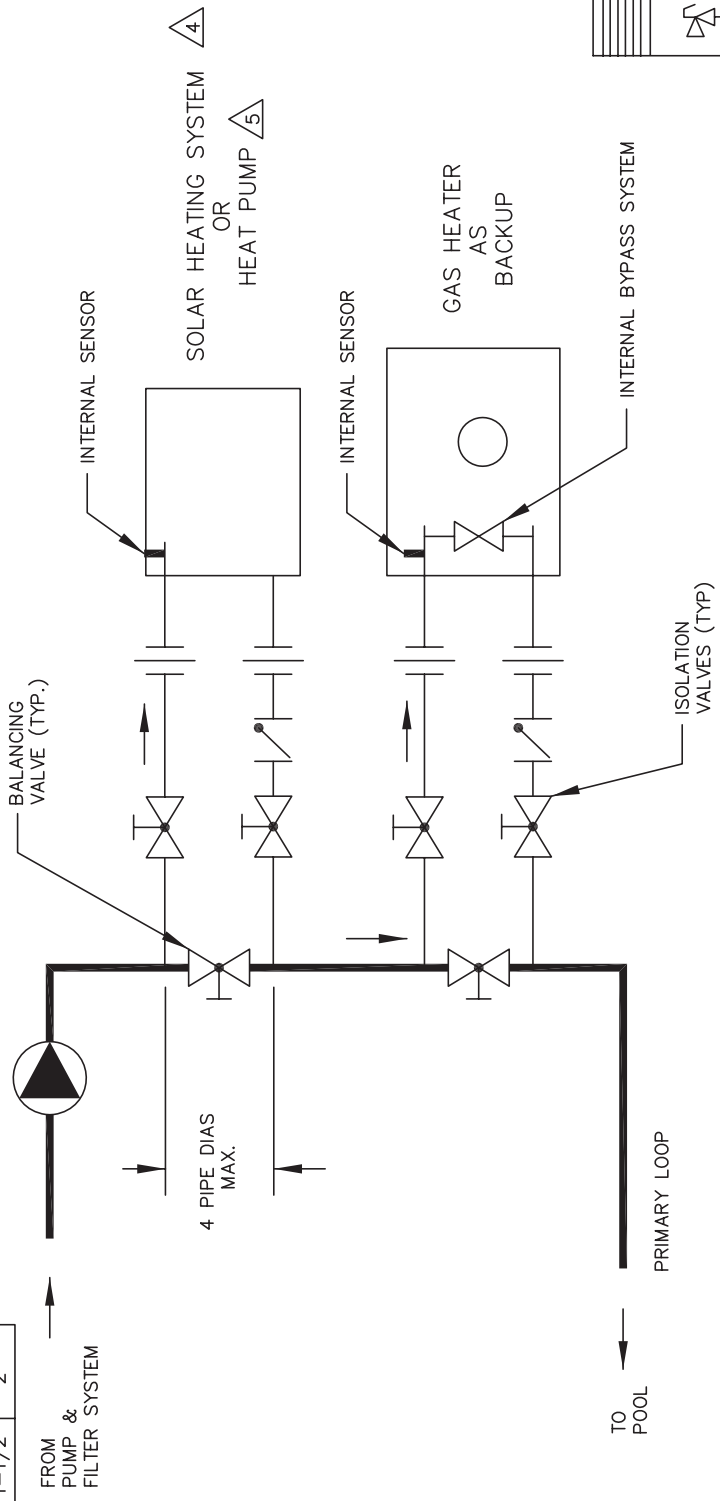 1-1/2
2
FROM
PUMP &
FILTER SYSTEM
BALANCING
VALVE (TYP.)
INTERNAL SENSOR
SOLAR HEATING SYSTEM 4
OR
HEAT PUMP 5
4 PIPE DIAS
MAX.
INTERNAL SENSOR
GAS HEATER
AS
BACKUP
INTERNAL BYPASS SYSTEM
ISOLATION
VALVES (TYP)
PRIMARY LOOP
TO
POOL